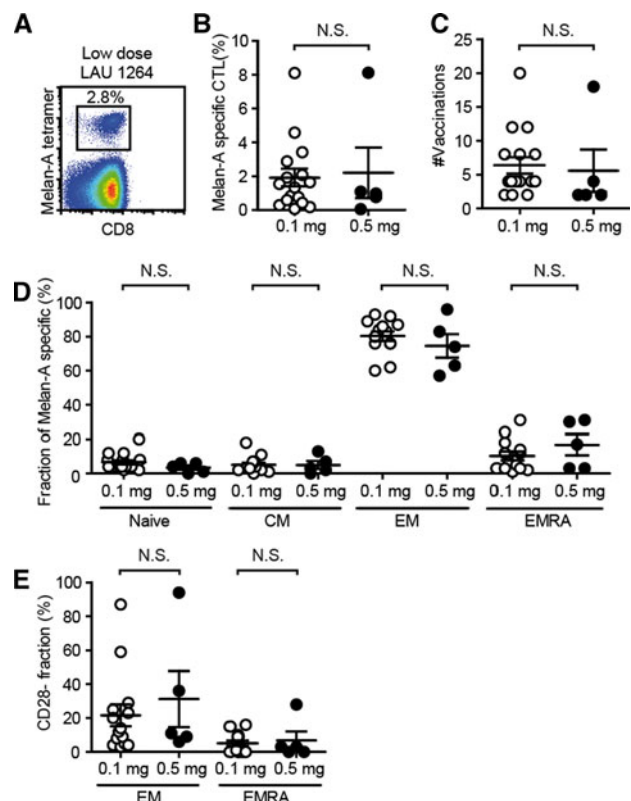 A
Low dose
LAU 1264
2.8%
Melan-A tetramer
CD8
B
N.S.
Melan-A specific CTL(%)
10
8
6
4
2
0
0.1 mg 0.5 mg
C
N.S.
#Vaccinations
25
20
15
10
5
0
0.1 mg 0.5 mg
D
N.S. N.S. N.S. N.S.
Fraction of Melan-A specific (%)
100
80
60
40
20
0
0.1 mg 0.5 mg 0.1 mg 0.5 mg 0.1 mg 0.5 mg 0.1 mg 0.5 mg
Naive CM EM EMRA
E
N.S. N.S.
CD28- fraction (%)
100
80
60
40
20
0
0.1 mg 0.5 mg 0.1 mg 0.5 mg
EM EMRA